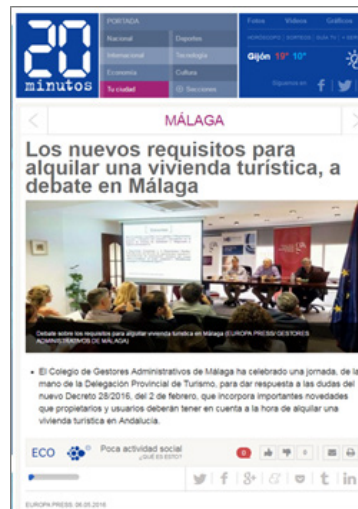 20
minutos
PORTADA
Nacional Deportes
Internacional Tecnología
Economía Cultura
Tu ciudad Secciones
Fotos Vídeos Gráficos
HORÓSCOPO SORTEOS GUÍA TV
Gijón 19° 10°
Síguenos en
MÁLAGA
Los nuevos requisitos para
alquilar una vivienda turística, a
debate en Málaga
Debate sobre los requisitos para alquilar vivienda turística en Málaga (EUROPA PRESS/ GESTORES
ADMINISTRATIVOS DE MÁLAGA)
El Colegio de Gestores Administrativos de Málaga ha celebrado una jornada, de la
mano de la Delegación Provincial de Turismo, para dar respuesta a las dudas del
nuevo Decreto 28/2016, del 2 de febrero, que incorpora importantes novedades
que propietarios y usuarios deberán tener en cuenta a la hora de alquilar una
vivienda turística en Andalucía.
ECO Poca actividad social
¿QUÉ ES ESTO?
EUROPA PRESS. 06.05.2016